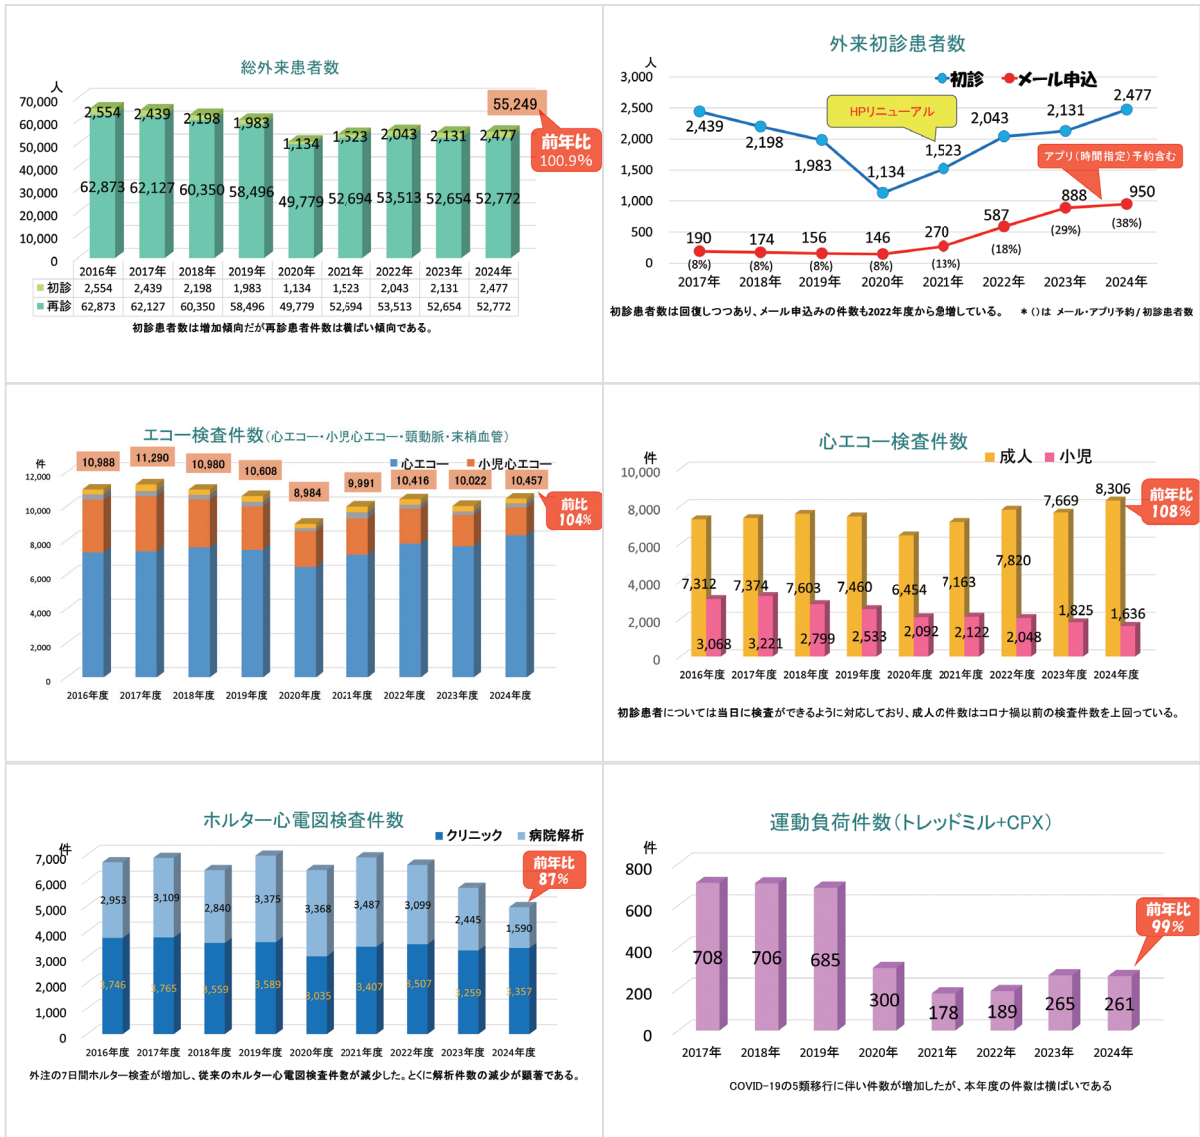 総外来患者数
人
70,000
60,000
50,000
40,000
30,000
20,000
10,000
0
2,554 2,439 2,198 1,983 1,134 1,523 2,043 2,131 2,477
62,873 62,127 60,350 58,496 49,779 52,694 53,513 52,654 52,772
55,249
前年比
100.9%
2016年 2017年 2018年 2019年 2020年 2021年 2022年 2023年 2024年
初診 2,554 2,439 2,198 1,983 1,134 1,523 2,043 2,131 2,477
再診 62,873 62,127 60,350 58,496 49,779 52,694 53,513 52,654 52,772
初診患者数は増加傾向だが再診患者件数は横ばい傾向である。
外来初診患者数
人
初診 メール申込
3,000
2,500
2,000
1,500
1,000
500
0
HPリニューアル
アプリ(時間指定)予約含む
2,439 2,198 1,983 1,134 1,523 2,043 2,131 2,477
190 174 156 146 270 587 888 950
(8%) (8%) (8%) (8%) (13%) (18%) (29%) (38%)
2017年 2018年 2019年 2020年 2021年 2022年 2023年 2024年
初診患者数は回復しつつあり、メール申込みの件数も2022年度から急増している。 *()は メール・アプリ予約/初診患者数
エコー検査件数(心エコー・小児心エコー・頸動脈・末梢血管)
件
心エコー 小児心エコー
10,988 11,290 10,980 10,608 8,984 9,991 10,416 10,022 10,457
前比
104%
12,000
10,000
8,000
6,000
4,000
2,000
0
2016年度 2017年度 2018年度 2019年度 2020年度 2021年度 2022年度 2023年度 2024年度
心エコー検査件数
件
成人 小児
10,000
8,000
6,000
4,000
2,000
0
7,312 7,374 7,603 7,460 6,454 7,163 7,820 7,669 8,306
3,068 3,221 2,799 2,533 2,092 2,122 2,048 1,825 1,636
前年比
108%
2016年度 2017年度 2018年度 2019年度 2020年度 2021年度 2022年度 2023年度 2024年度
初診患者については当日に検査ができるように対応しており、成人の件数はコロナ禍以前の検査件数を上回っている。
ホルター心電図検査件数
件
クリニック 病院解析
7,000
6,000
5,000
4,000
3,000
2,000
1,000
0
2,953 3,109 2,840 3,375 3,368 3,487 3,099 2,445 1,590
3,746 3,765 3,559 3,589 3,035 3,407 3,507 3,259 3,357
前年比
87%
2016年度 2017年度 2018年度 2019年度 2020年度 2021年度 2022年度 2023年度 2024年度
外注の7日間ホルター検査が増加し、従来のホルター心電図検査件数が減少した。とくに解析件数の減少が顕著である。
運動負荷件数(トレッドミル+CPX)
件
800
600
400
200
0
708 706 685 300 178 189 265 261
前年比
99%
2017年 2018年 2019年 2020年 2021年 2022年 2023年 2024年
COVID-19の5類移行に伴い件数が増加したが、本年度の件数は横ばいである